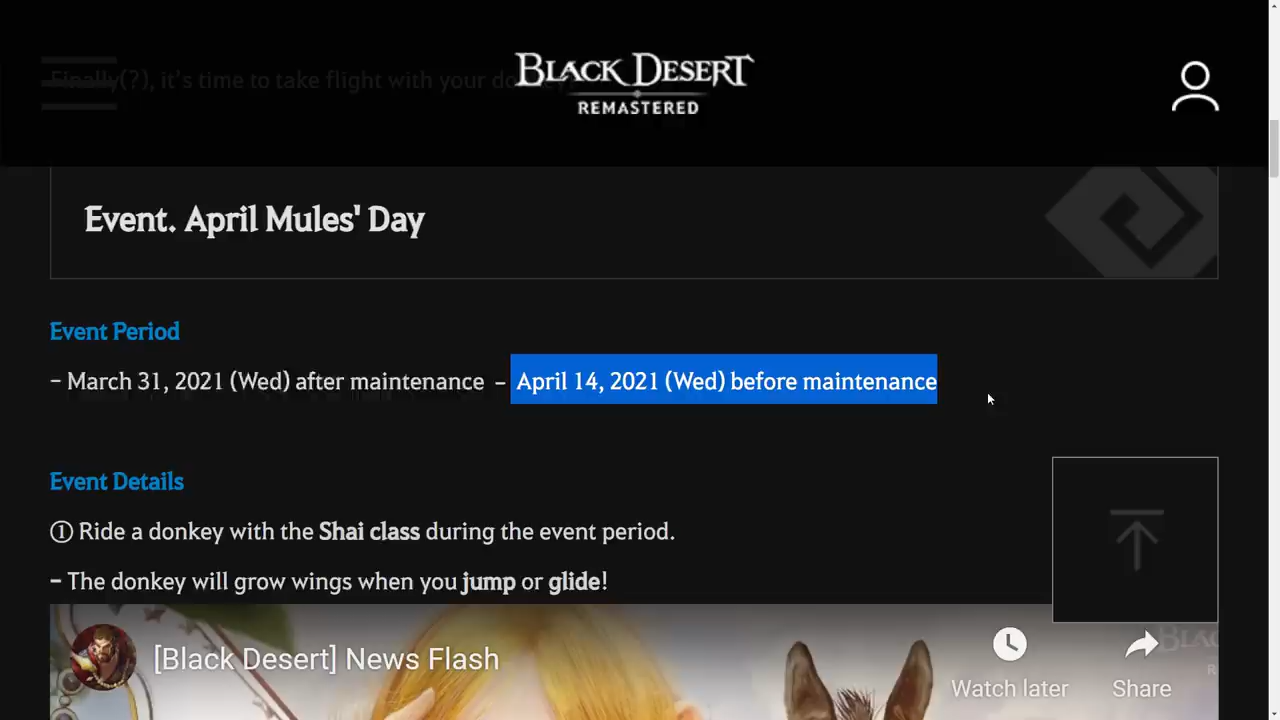 Finally(?), it's time to take flight with your donkey
BLACK DESERT
REMASTERED
Event. April Mules' Day
Event Period
– March 31, 2021 (Wed) after maintenance – April 14, 2021 (Wed) before maintenance
Event Details
① Ride a donkey with the Shai class during the event period.
– The donkey will grow wings when you jump or glide!
[Black Desert] News Flash
Watch later
Share